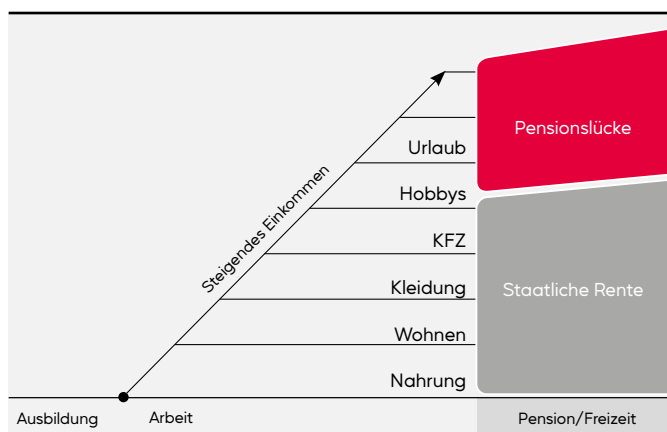 Pensionslücke
Urlaub
Hobbys
KFZ
Kleidung
Wohnen
Nahrung
Steigendes Einkommen
Staatliche Rente
Ausbildung
Arbeit
Pension/Freizeit